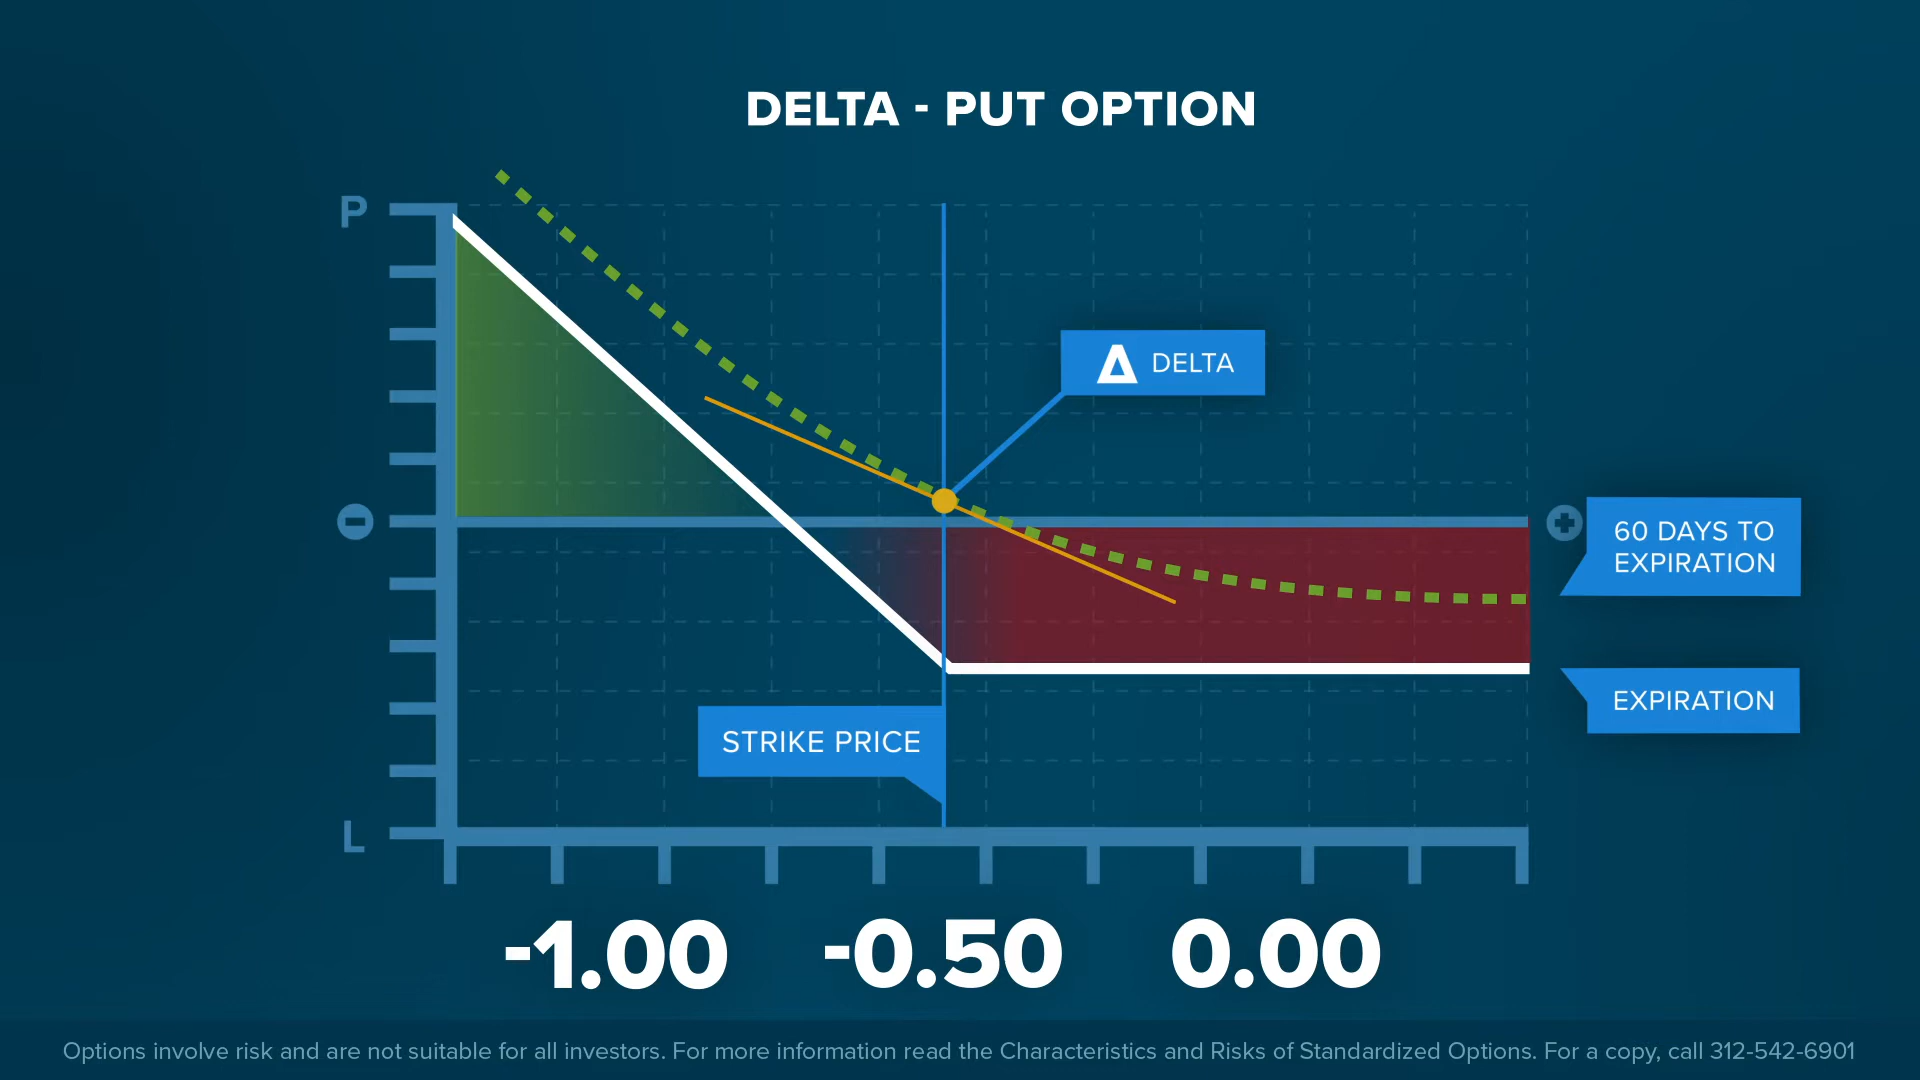 DELTA - PUT OPTION
P
Δ DELTA
60 DAYS TO
EXPIRATION
EXPIRATION
STRIKE PRICE
L
-1.00 -0.50 0.00
Options involve risk and are not suitable for all investors. For more information read the Characteristics and Risks of Standardized Options. For a copy, call 312-542-6901